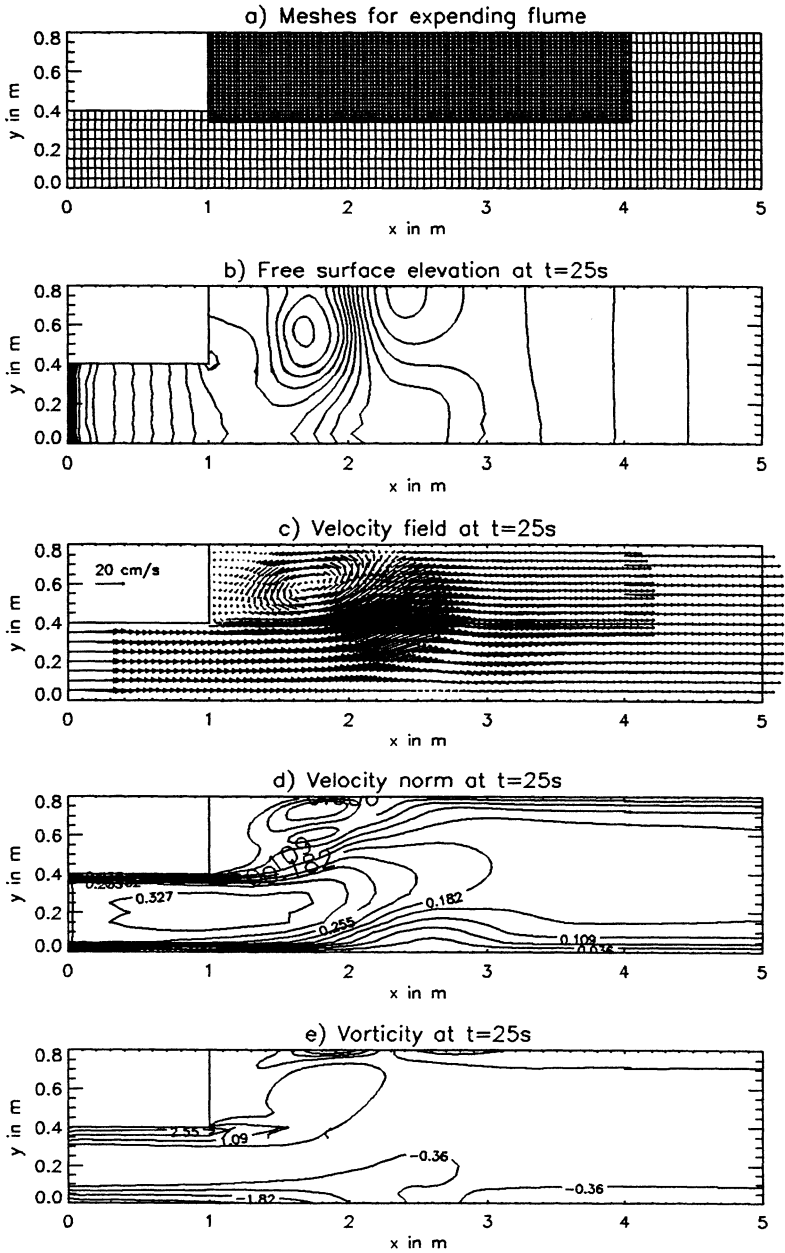 a) Meshes for expending flume
0.8
0.6
0.4
0.2
0.0
y in m
0 1 2 3 4 5
x in m
b) Free surface elevation at t=25s
0.8
0.6
0.4
0.2
0.0
y in m
0 1 2 3 4 5
x in m
c) Velocity field at t=25s
0.8
0.6
0.4
0.2
0.0
y in m
20 cm/s
0 1 2 3 4 5
x in m
d) Velocity norm at t=25s
0.8
0.6
0.4
0.2
0.0
y in m
0.327
0.255
0.182
0.109
0.036
0 1 2 3 4 5
x in m
e) Vorticity at t=25s
0.8
0.6
0.4
0.2
0.0
y in m
2.55
1.09
-0.36
-0.36
-1.82
0 1 2 3 4 5
x in m